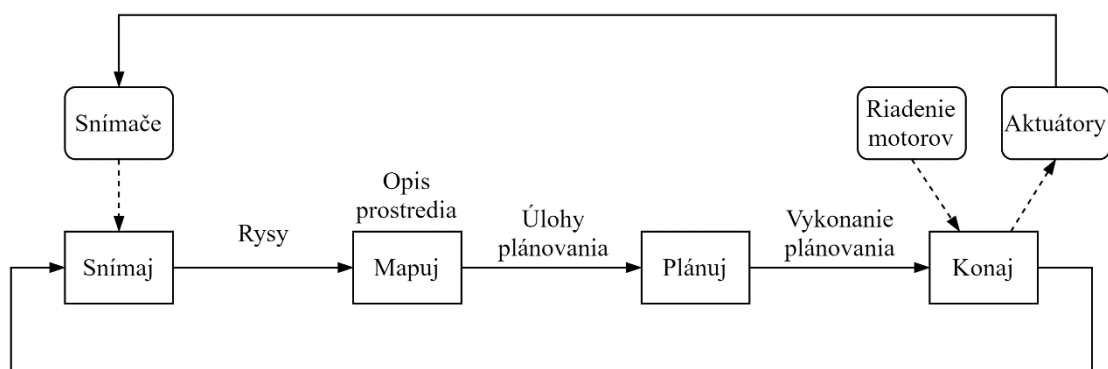 Snímače
Riadenie
motorov
Aktuátory
Opis
prostredia
Rysy
Úlohy
plánovania
Vykonanie
plánovania
Snímaj
Mapuj
Plánuj
Konaj